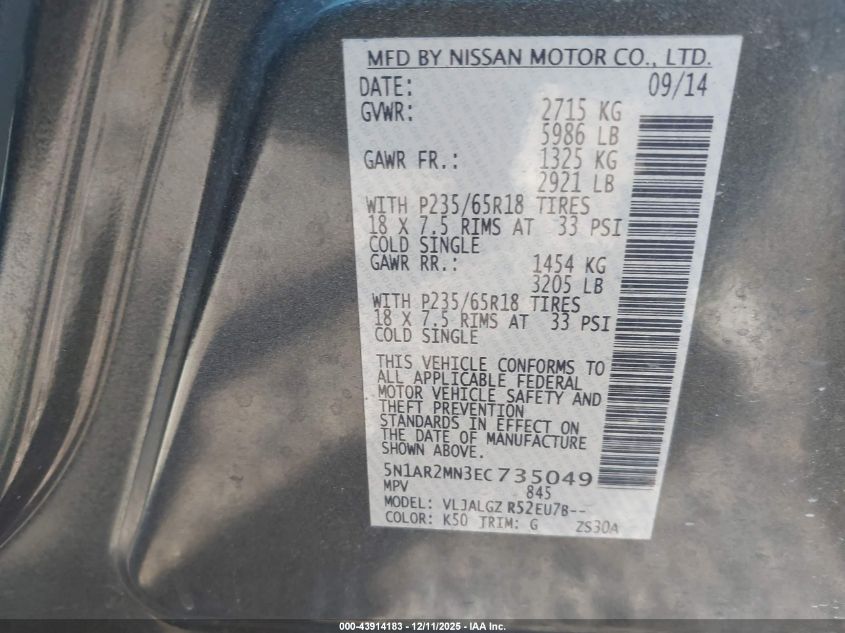 MFD BY NISSAN MOTOR CO., LTD.
DATE: 09/14
GVWR: 2715 KG
5986 LB
GAWR FR.: 1325 KG
2921 LB
WITH P235/65R18 TIRES
18 X 7.5 RIMS AT 33 PSI
COLD SINGLE
GAWR RR.: 1454 KG
3205 LB
WITH P235/65R18 TIRES
18 X 7.5 RIMS AT 33 PSI
COLD SINGLE
THIS VEHICLE CONFORMS TO
ALL APPLICABLE FEDERAL
MOTOR VEHICLE SAFETY AND
THEFT PREVENTION
STANDARDS IN EFFECT ON
THE DATE OF MANUFACTURE
SHOWN ABOVE.
5N1AR2MN3EC735049
MPV 845
MODEL: VLJALGZ R52EU7B--
COLOR: K50 TRIM: G ZS30A
000-43914183 - 12/11/2025 - IAA Inc.